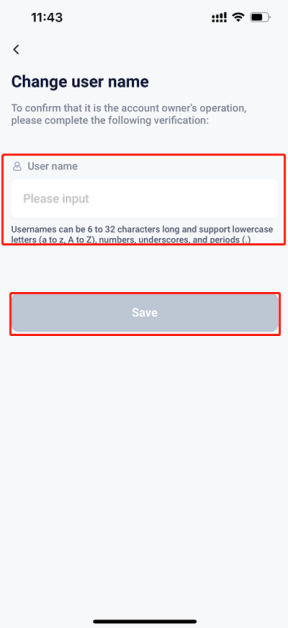 11:43
Change user name
To confirm that it is the account owner's operation,
please complete the following verification:
User name
Please input
Usernames can be 6 to 32 characters long and support lowercase
letters (a to z, A to Z), numbers, underscores, and periods (.)
Save